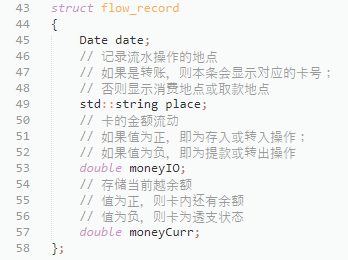 43 struct flow_record
44 {
45 Date date;
46 // 记录流水操作的地点
47 // 如果是转账，则本条会显示对应的卡号；
48 // 否则显示消费地点或取款地点
49 std::string place;
50 // 卡的金额流动
51 // 如果值为正，即为存入或转入操作；
52 // 如果值为负，即为提款或转出操作
53 double moneyIO;
54 // 存储当前越余额
55 // 值为正，则卡内还有余额
56 // 值为负，则卡为透支状态
57 double moneyCurr;
58 };